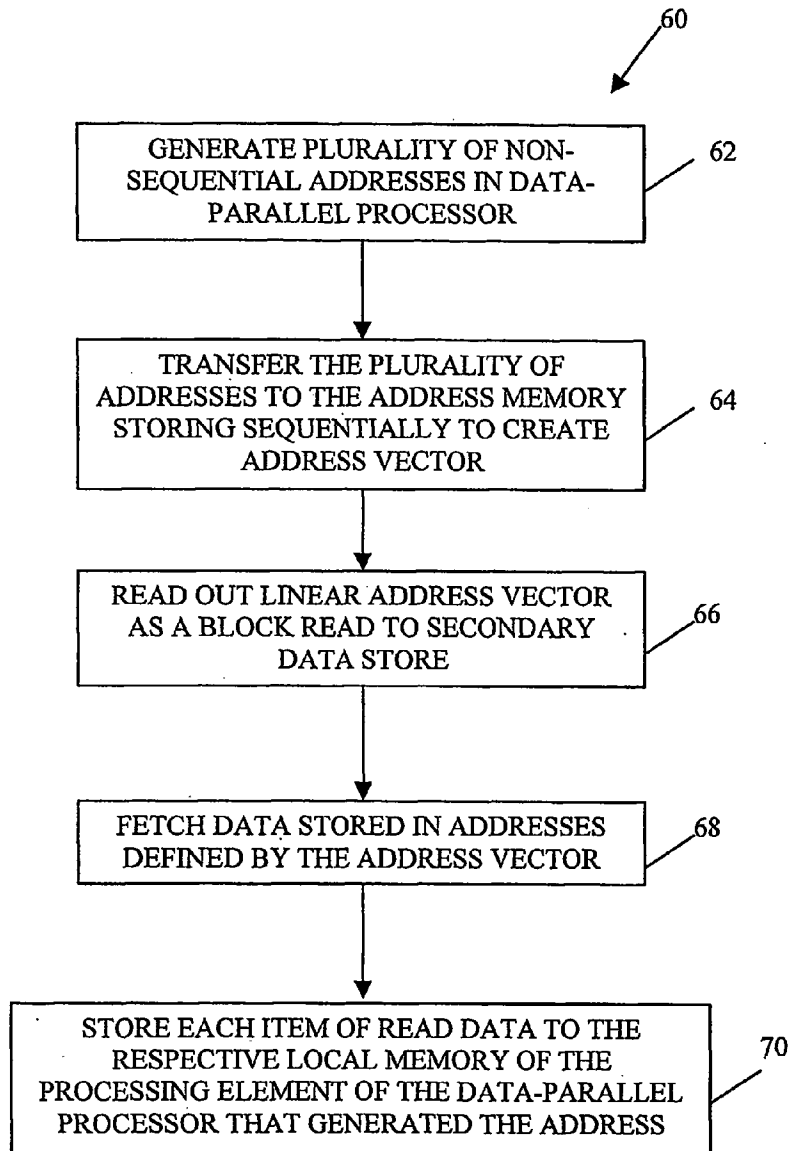 60
GENERATE PLURALITY OF NON-
SEQUENTIAL ADDRESSES IN DATA-
PARALLEL PROCESSOR
62
TRANSFER THE PLURALITY OF
ADDRESSES TO THE ADDRESS MEMORY
STORING SEQUENTIALLY TO CREATE
ADDRESS VECTOR
64
READ OUT LINEAR ADDRESS VECTOR
AS A BLOCK READ TO SECONDARY
DATA STORE
66
FETCH DATA STORED IN ADDRESSES
DEFINED BY THE ADDRESS VECTOR
68
STORE EACH ITEM OF READ DATA TO THE
RESPECTIVE LOCAL MEMORY OF THE
PROCESSING ELEMENT OF THE DATA-PARALLEL
PROCESSOR THAT GENERATED THE ADDRESS
70